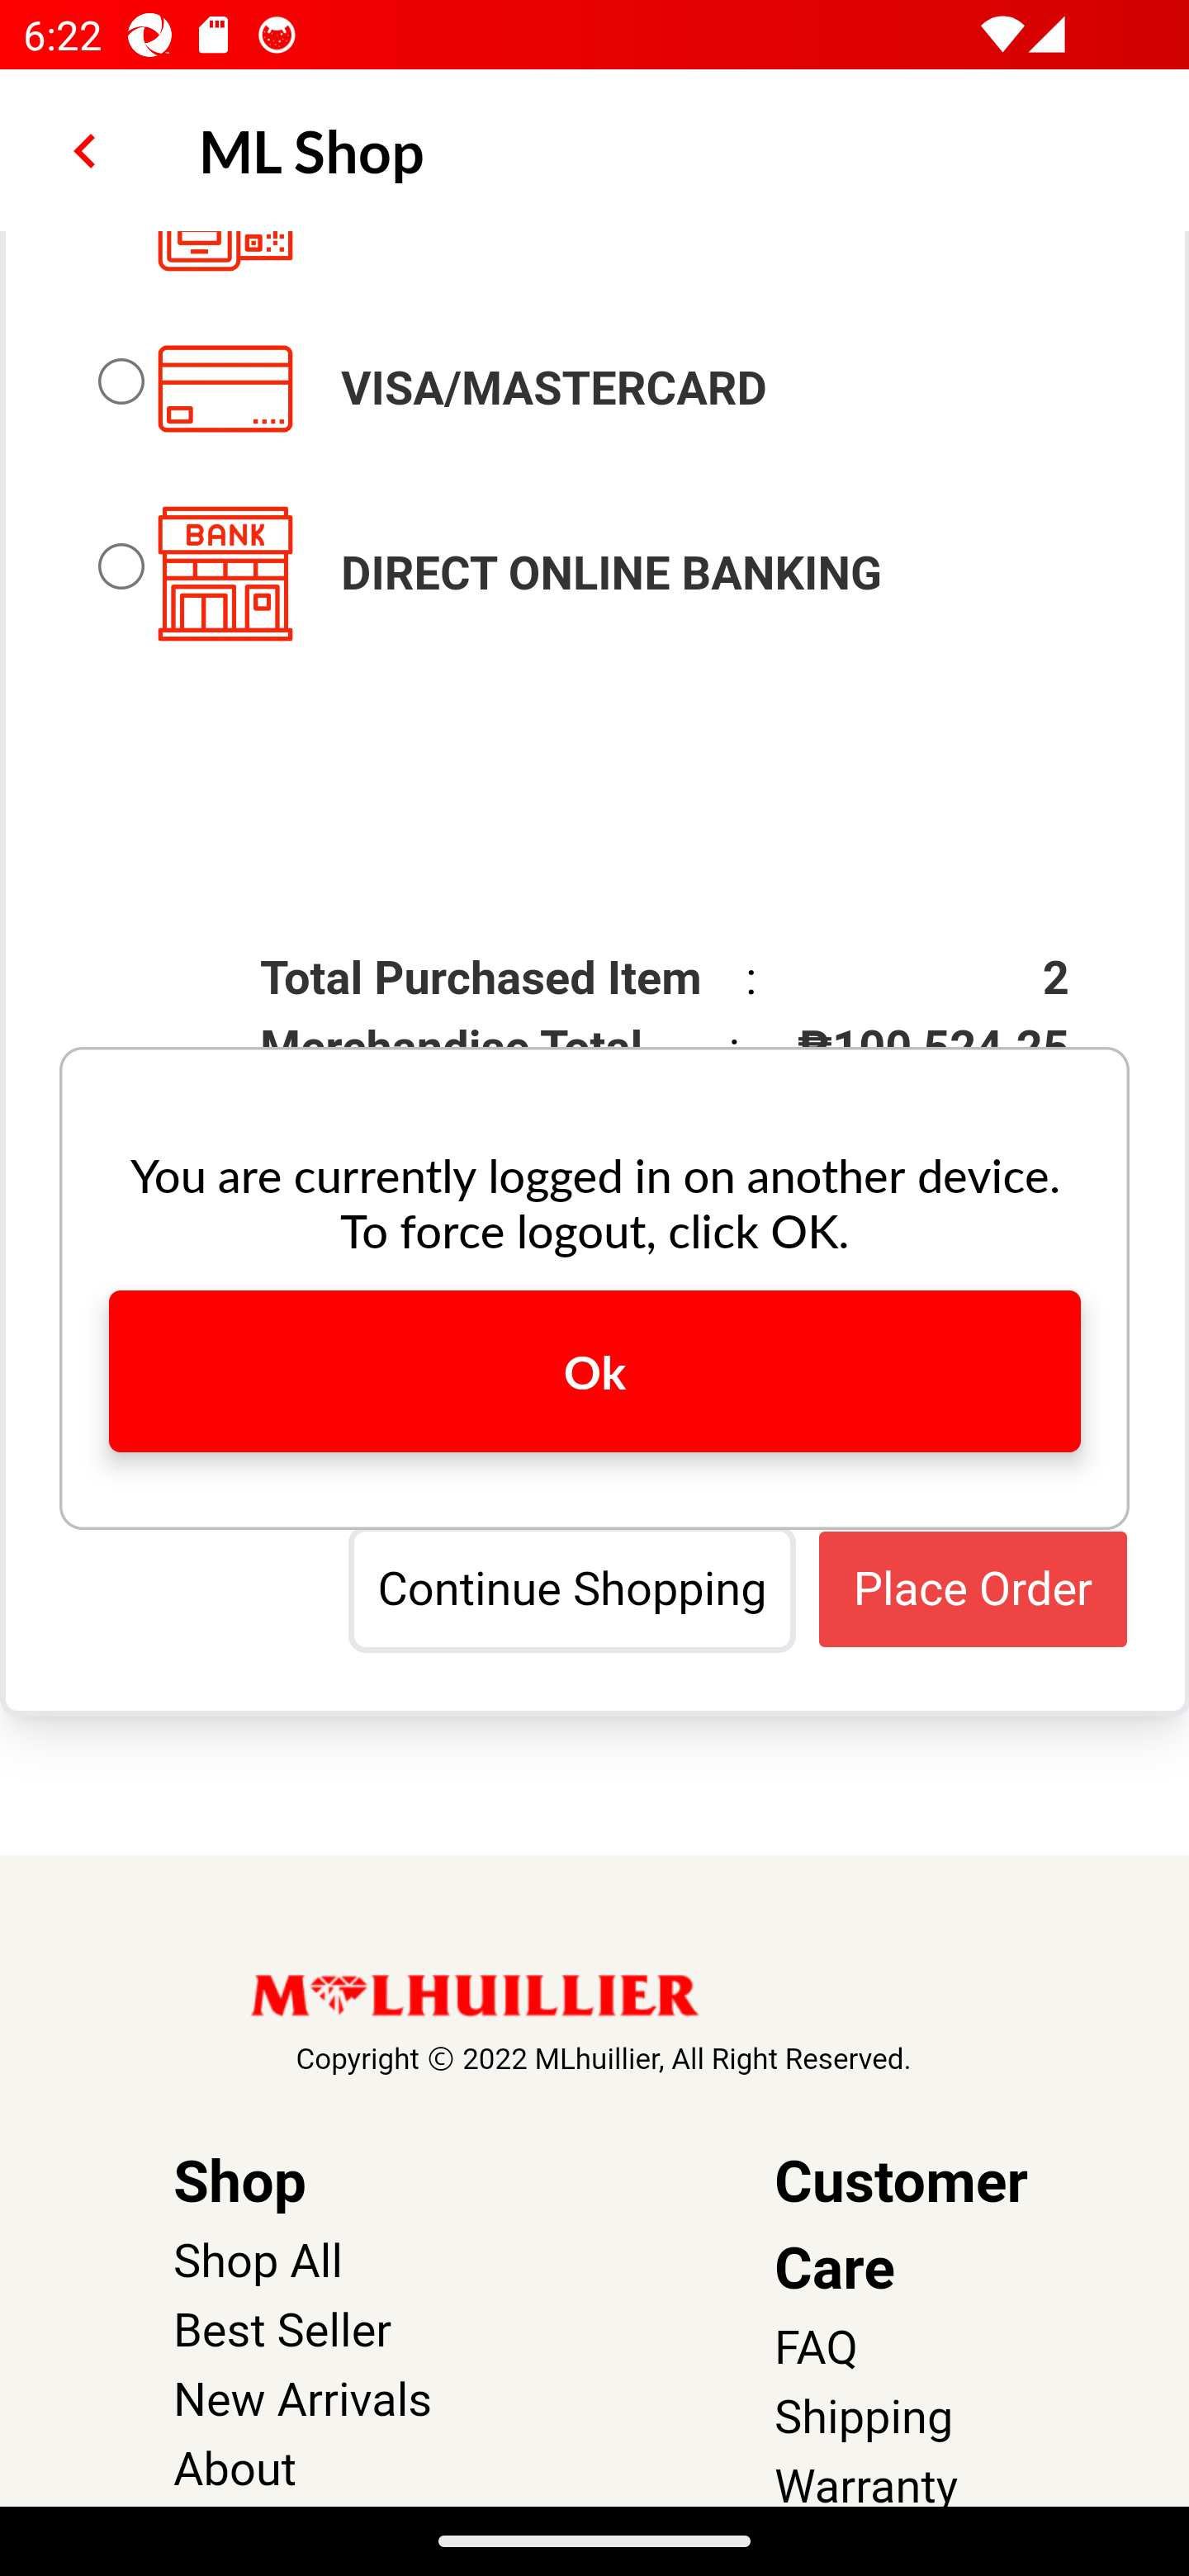 6:22
ML Shop
VISA/MASTERCARD
BANK
DIRECT ONLINE BANKING
Total Purchased Item : 2
Merchandise Total : ₱100,524.25
You are currently logged in on another device.
To force logout, click OK.
Ok
Continue Shopping
Place Order
MLHUILLIER
Copyright © 2022 MLhuillier, All Right Reserved.
Shop
Shop All
Best Seller
New Arrivals
About
Customer
Care
FAQ
Shipping
Warranty